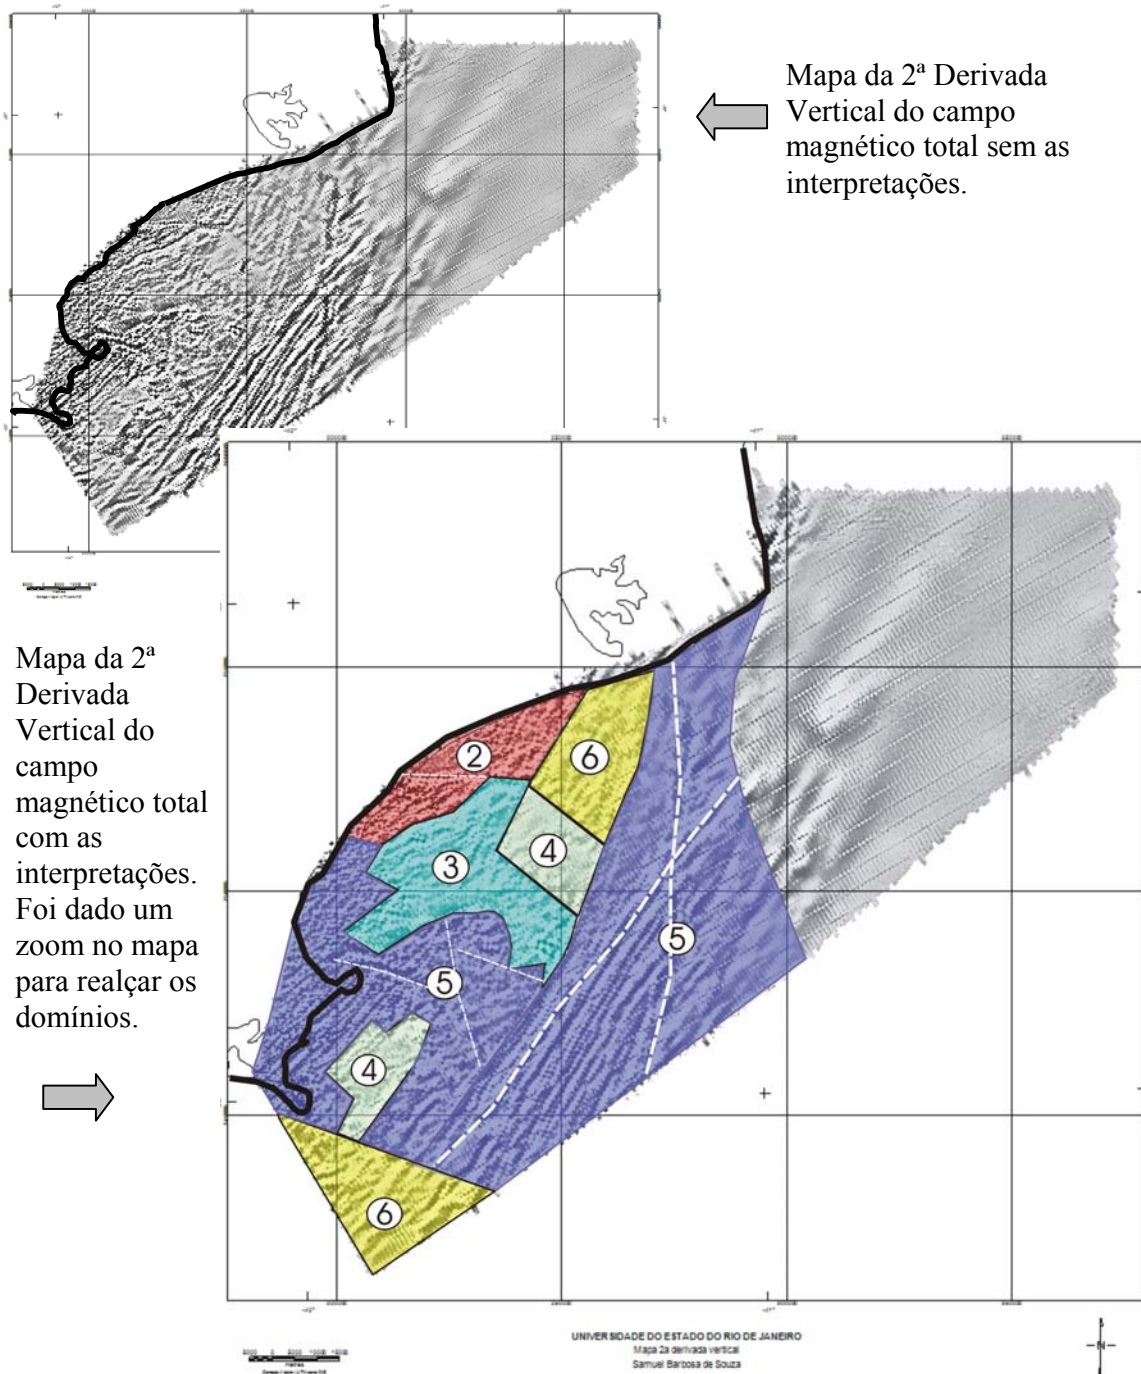 Mapa da 2ª Derivada
Vertical do campo
magnético total sem as
interpretações.
Mapa da 2ª
Derivada
Vertical do
campo
magnético total
com as
interpretações.
Foi dado um
zoom no mapa
para realçar os
domínios.
2
6
4
3
5
5
4
6
UNIVERSIDADE DO ESTADO DO RIO DE JANEIRO
Mapa 2a derivada vertical
Samuel Barbosa de Souza
N